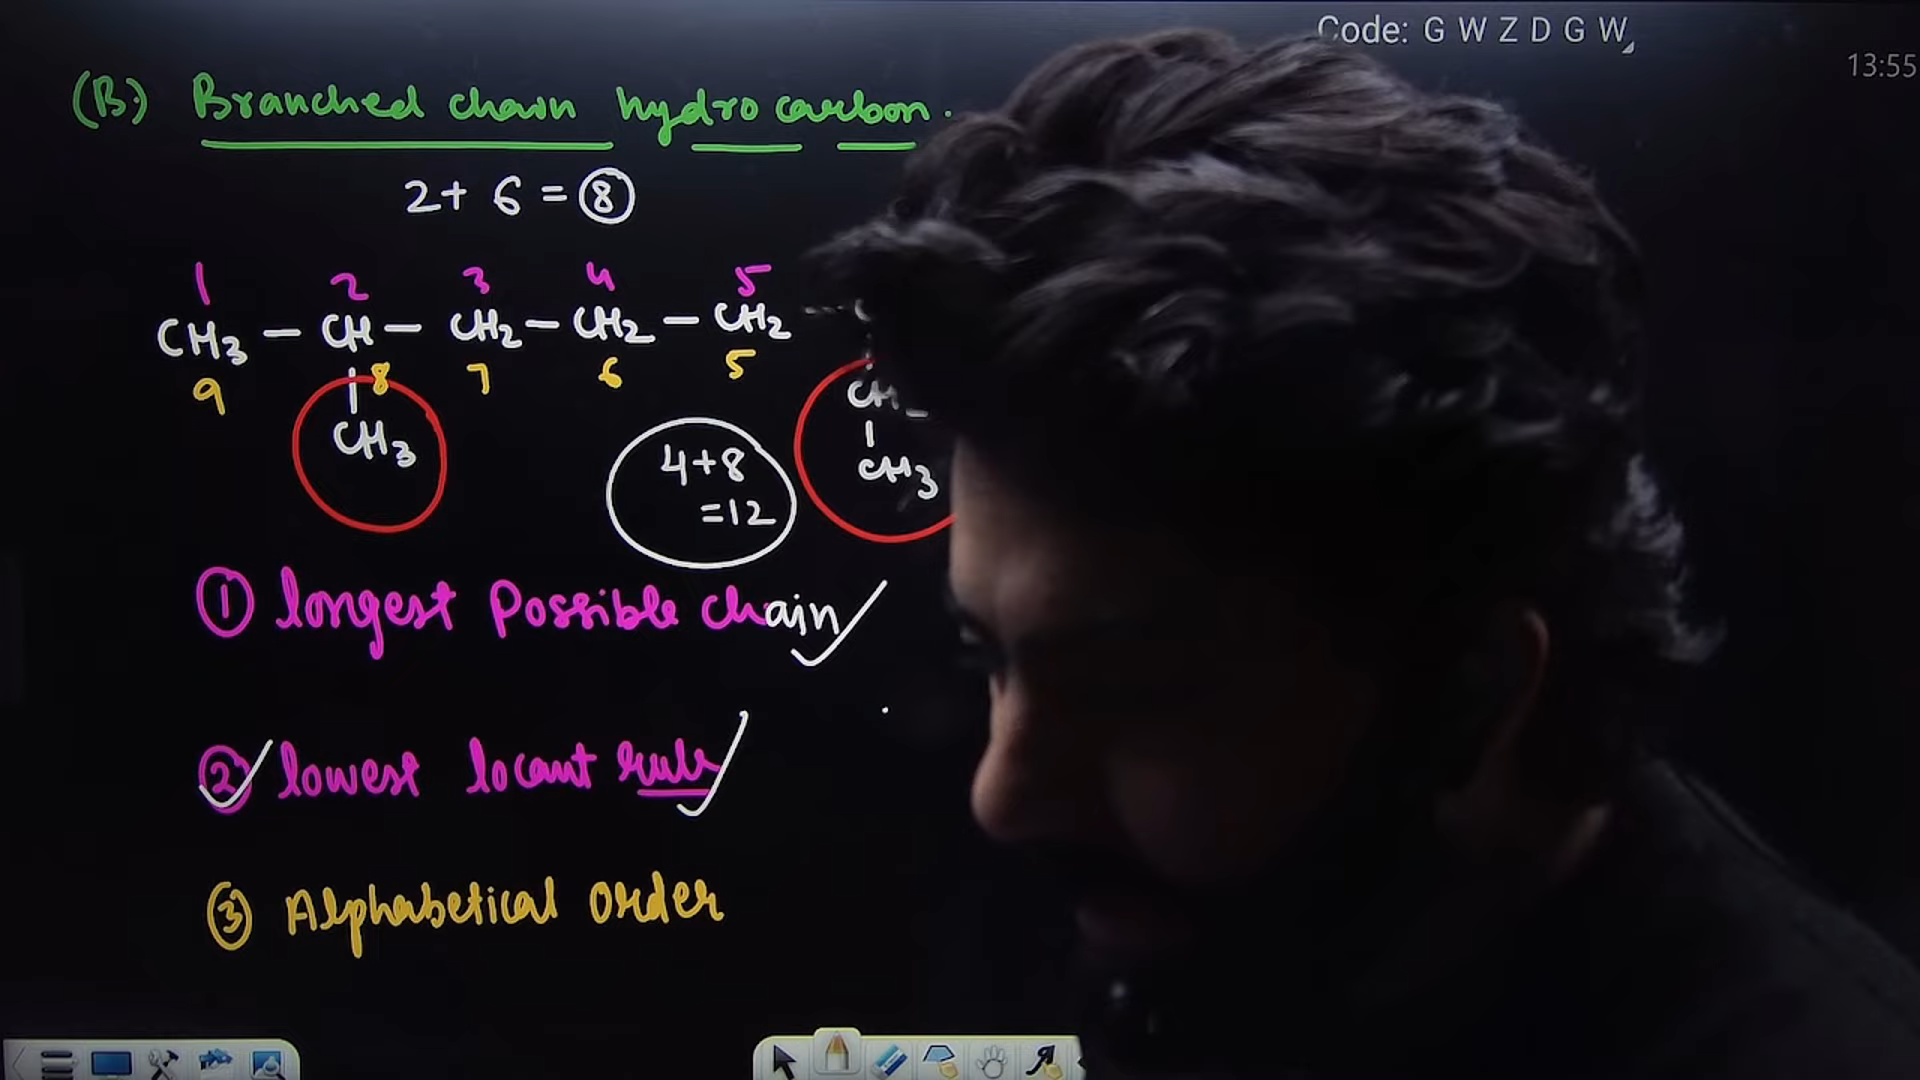 Code: G W Z D G W
13:55
(B) Branched chain hydrocarbon.
2 + 6 = 8
1 2 3 4 5
CH3 - CH - CH2 - CH2 - CH2
9 8 7 6 5
CH -
CH3
4+8
CH3
=12
① longest possible chain
② lowest locant rule
③ Alphabetical order